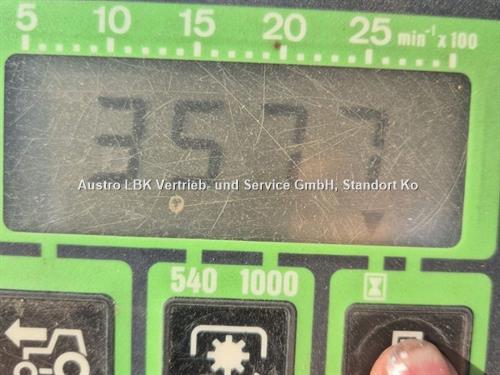 5 10 15 20 25 min⁻¹ x 100
3577
Austro LBK Vertrieb- und Service GmbH, Standort Ko
540 1000